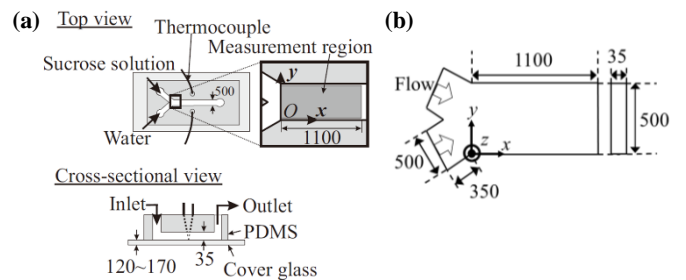 (a) Top view
Thermocouple
Measurement region
Sucrose solution
500
y
O x
1100
Water
Cross-sectional view
Inlet
Outlet
PDMS
35
120~170
Cover glass
(b)
1100
35
Flow
y
z
x
500
500
350